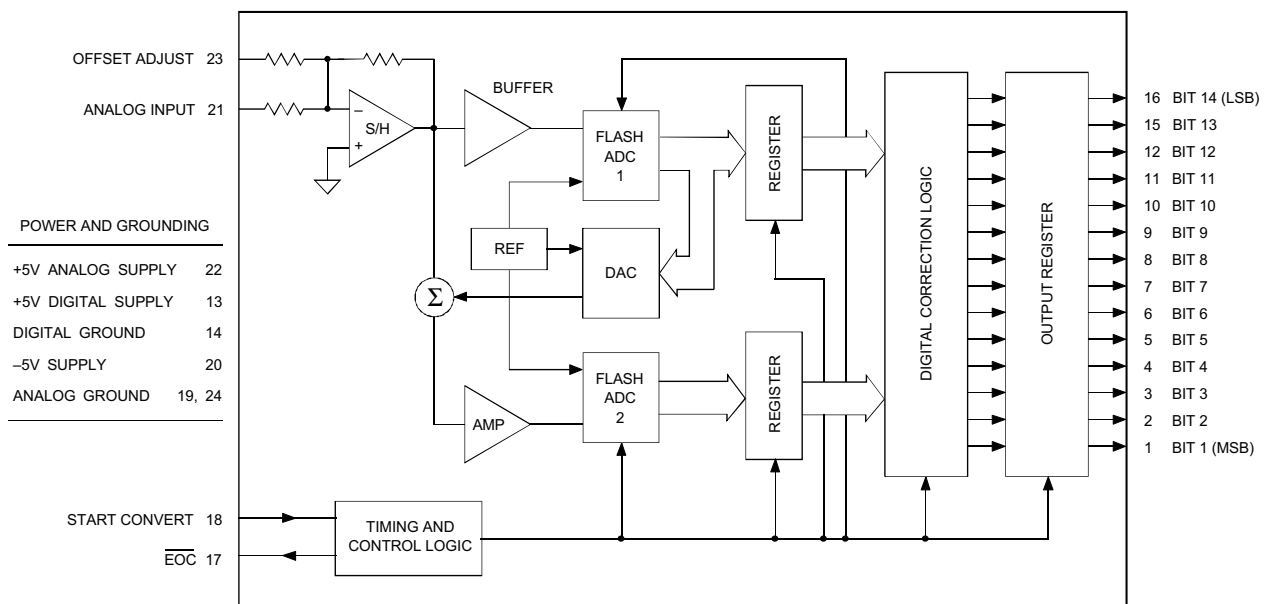 OFFSET ADJUST 23
ANALOG INPUT 21
–
S/H
+
BUFFER
FLASH
ADC
1
REGISTER
REF
DAC
Σ
AMP
FLASH
ADC
2
REGISTER
DIGITAL CORRECTION LOGIC
OUTPUT REGISTER
16 BIT 14 (LSB)
15 BIT 13
12 BIT 12
11 BIT 11
10 BIT 10
9 BIT 9
8 BIT 8
7 BIT 7
6 BIT 6
5 BIT 5
4 BIT 4
3 BIT 3
2 BIT 2
1 BIT 1 (MSB)
POWER AND GROUNDING
+5V ANALOG SUPPLY 22
+5V DIGITAL SUPPLY 13
DIGITAL GROUND 14
–5V SUPPLY 20
ANALOG GROUND 19, 24
START CONVERT 18
EOC 17
TIMING AND
CONTROL LOGIC